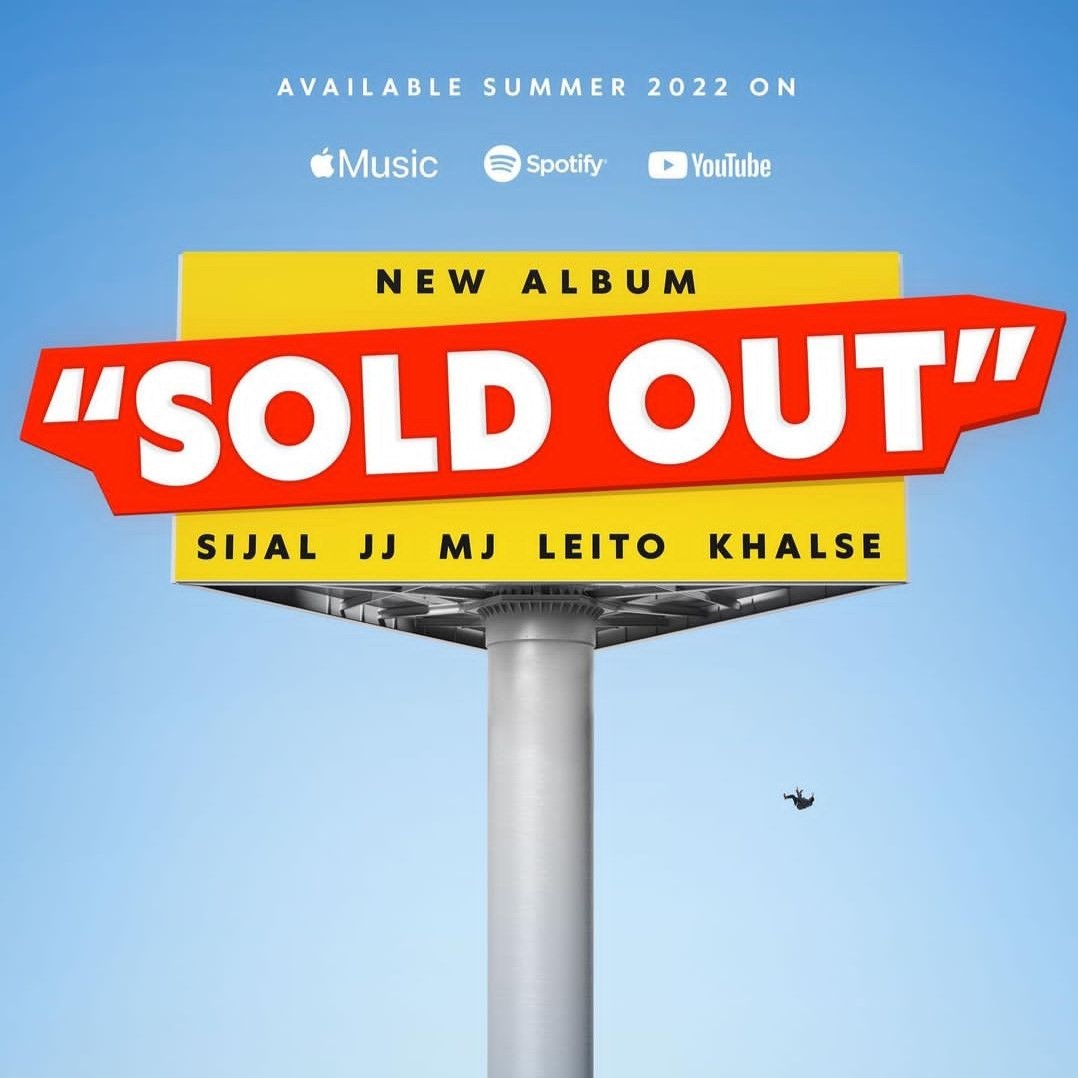 AVAILABLE SUMMER 2022 ON
Music Spotify YouTube
NEW ALBUM
“SOLD OUT”
SIJAL JJ MJ LEITO KHALSE